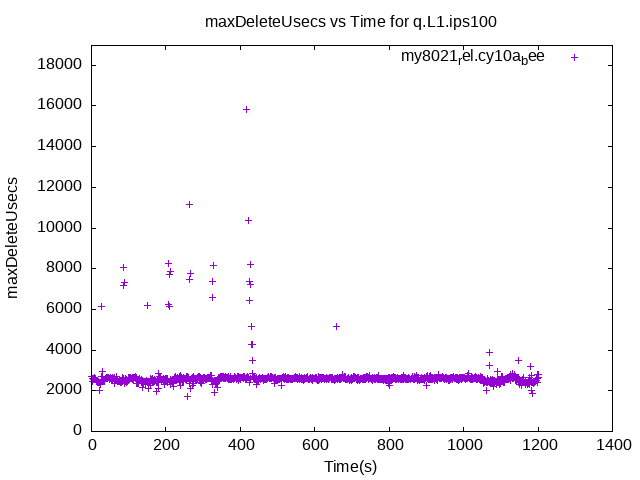 maxDeleteUsecs vs Time for q.L1.ips100
my8021rel.cy10abee
18000
16000
14000
12000
10000
8000
6000
4000
2000
0
maxDeleteUsecs
0 200 400 600 800 1000 1200 1400
Time(s)